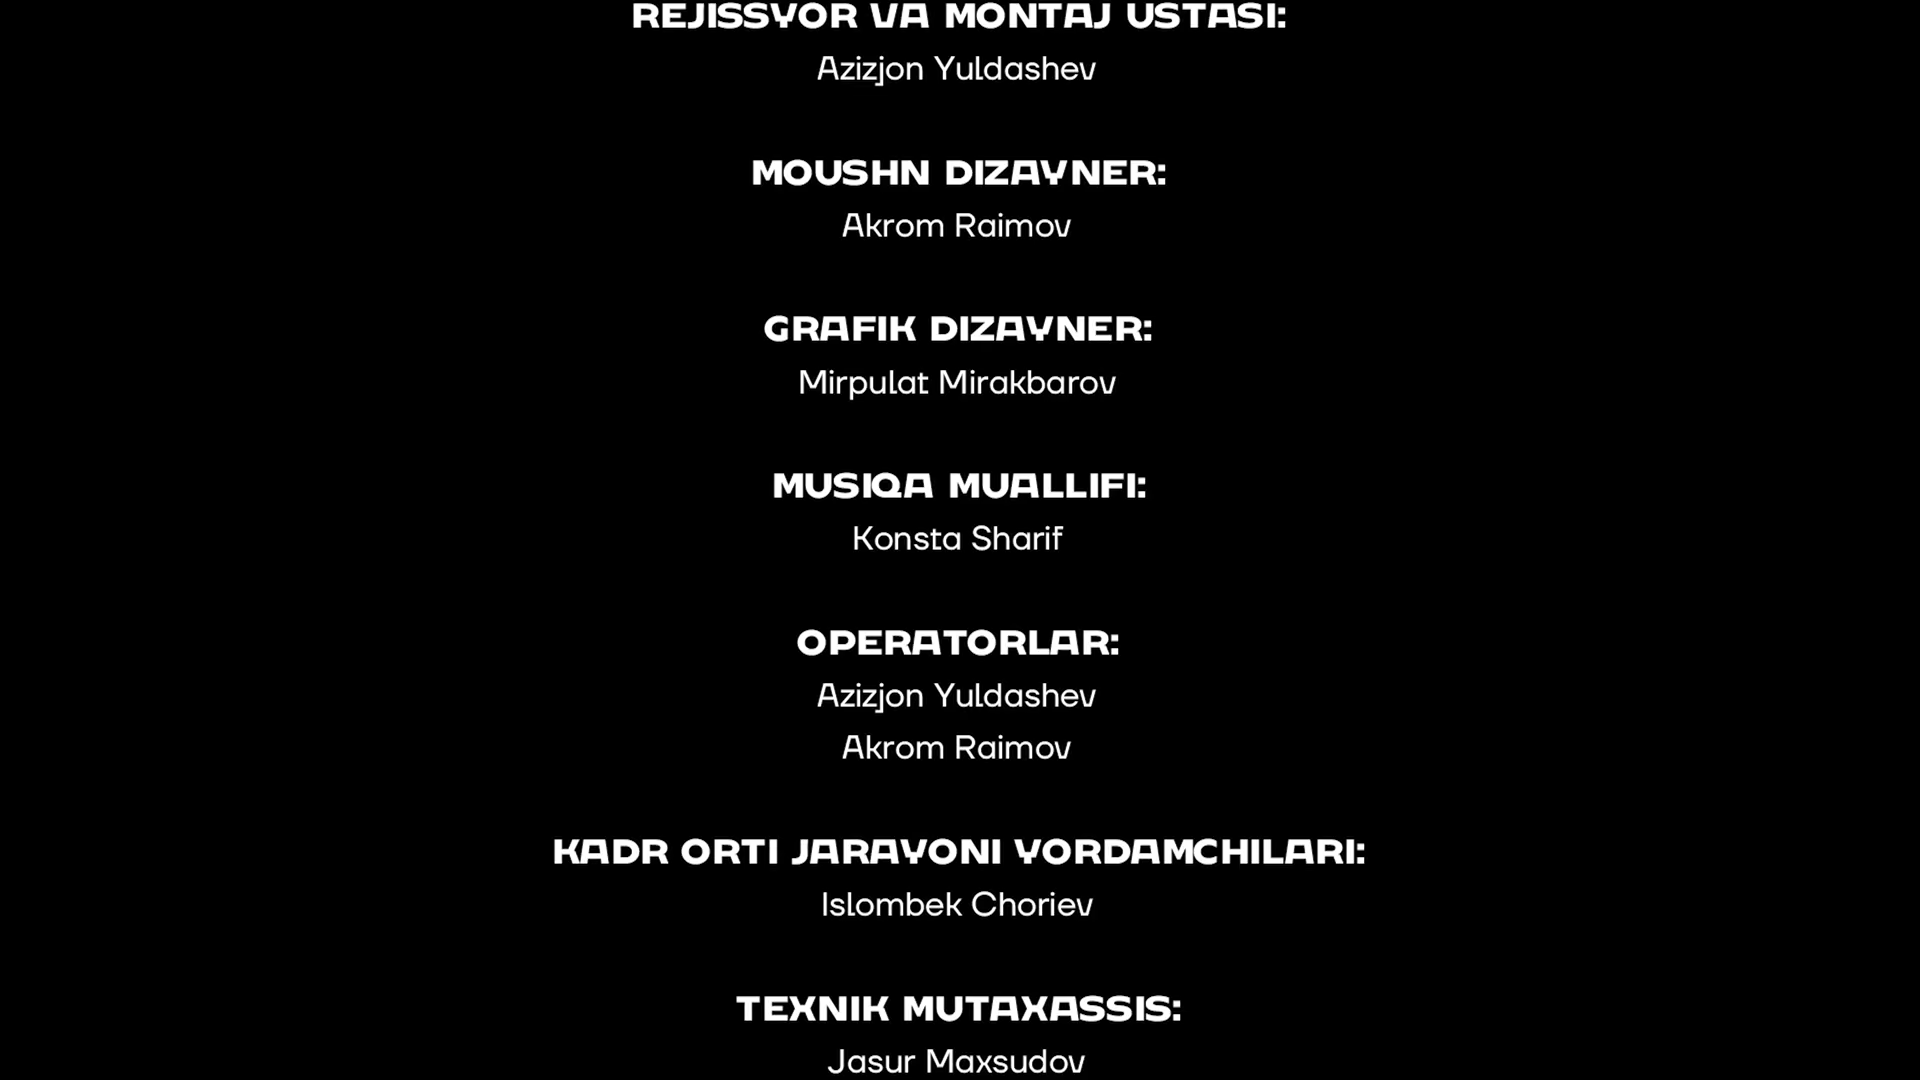 REJISSYOR VA MONTAJ USTASI:
Azizjon Yuldashev
MOUSHN DIZAYNER:
Akrom Raimov
GRAFIK DIZAYNER:
Mirpulat Mirakbarov
MUSIQA MUALLIFI:
Konsta Sharif
OPERATORLAR:
Azizjon Yuldashev
Akrom Raimov
KADR ORTI JARAYONI YORDAMCHILARI:
Islombek Choriev
TEXNIK MUTAXASSIS:
Jasur Maxsudov